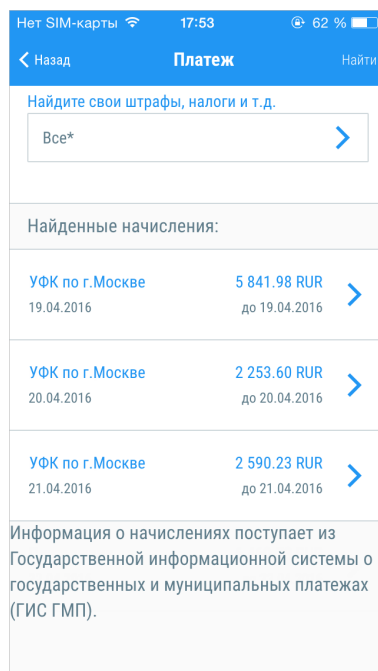 Нет SIM-карты 17:53 62 %
Назад Платеж Найти
Найдите свои штрафы, налоги и т.д.
Все*
Найденные начисления:
УФК по г.Москве 5 841.98 RUR
19.04.2016 до 19.04.2016
УФК по г.Москве 2 253.60 RUR
20.04.2016 до 20.04.2016
УФК по г.Москве 2 590.23 RUR
21.04.2016 до 21.04.2016
Информация о начислениях поступает из
Государственной информационной системы о
государственных и муниципальных платежах
(ГИС ГМП).